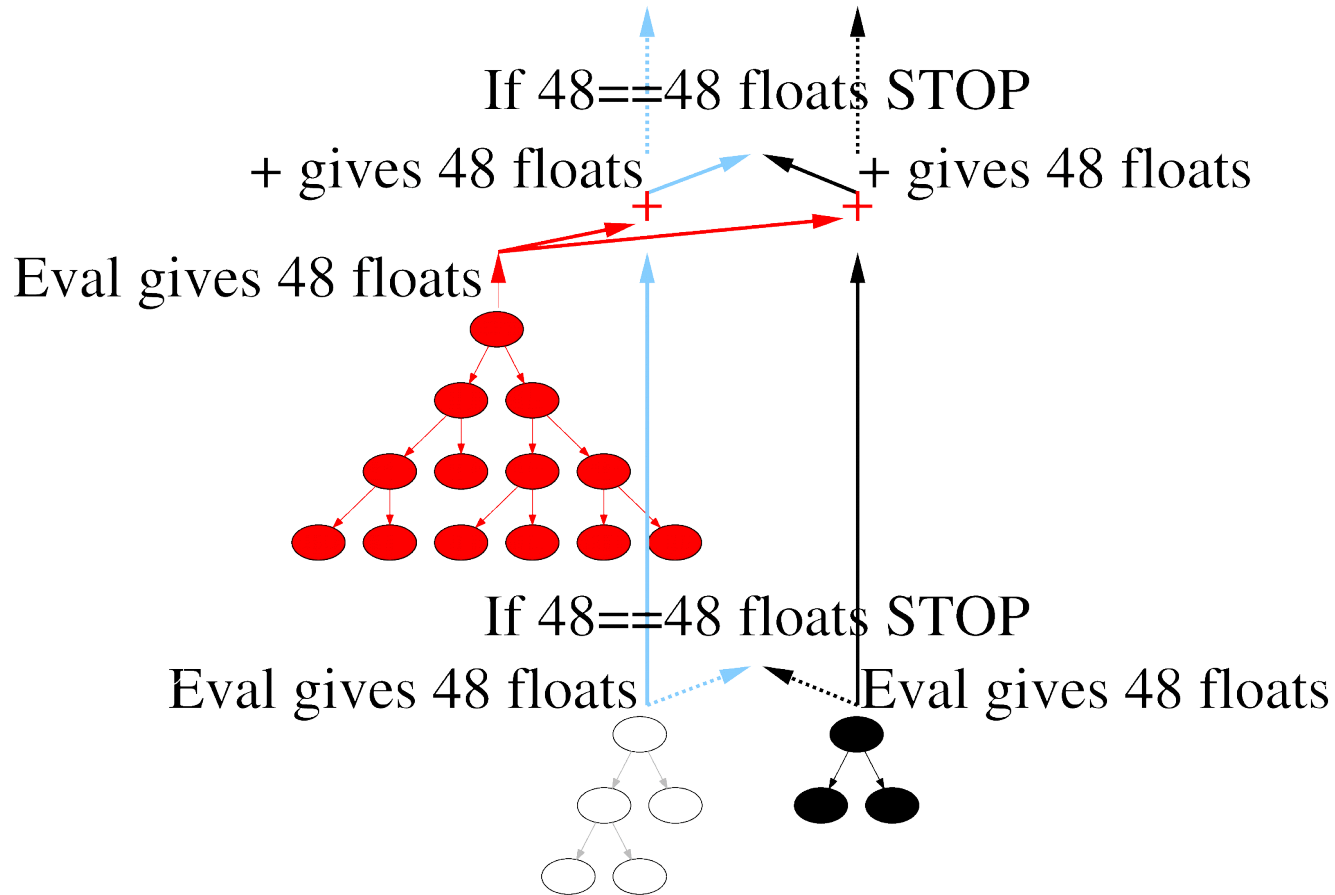 If 48==48 floats STOP
+ gives 48 floats
+ gives 48 floats
+
+
Eval gives 48 floats
If 48==48 floats STOP
Eval gives 48 floats
Eval gives 48 floats